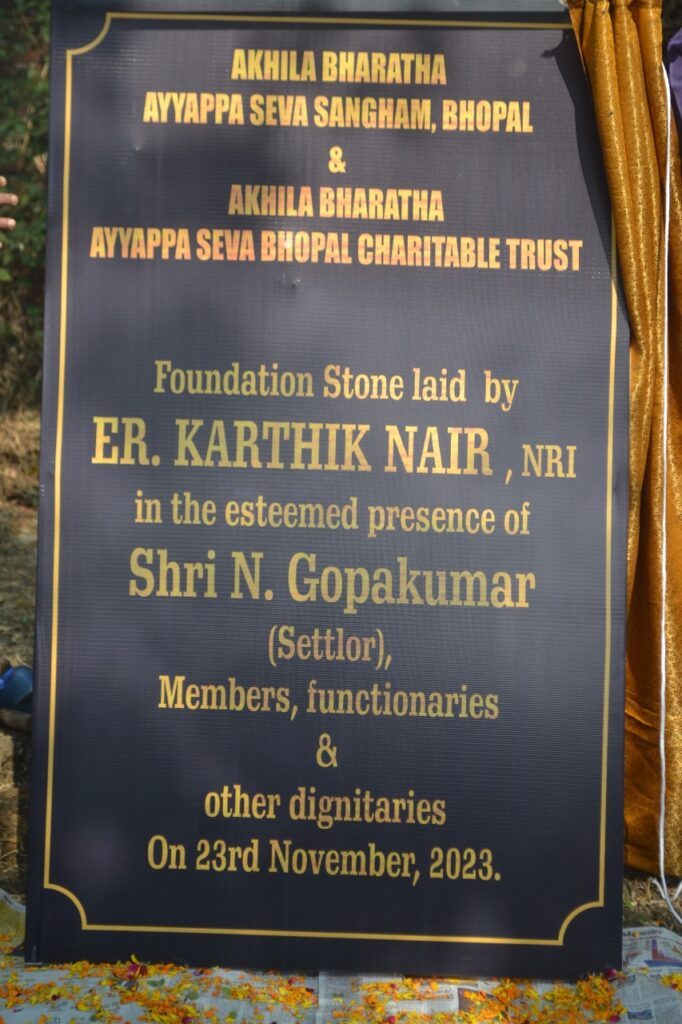 AKHILA BHARATHA
AYYAPPA SEVA SANGHAM, BHOPAL
&
AKHILA BHARATHA
AYYAPPA SEVA BHOPAL CHARITABLE TRUST
Foundation Stone laid by
ER. KARTHIK NAIR , NRI
in the esteemed presence of
Shri N. Gopakumar
(Settlor),
Members, functionaries
&
other dignitaries
On 23rd November, 2023.